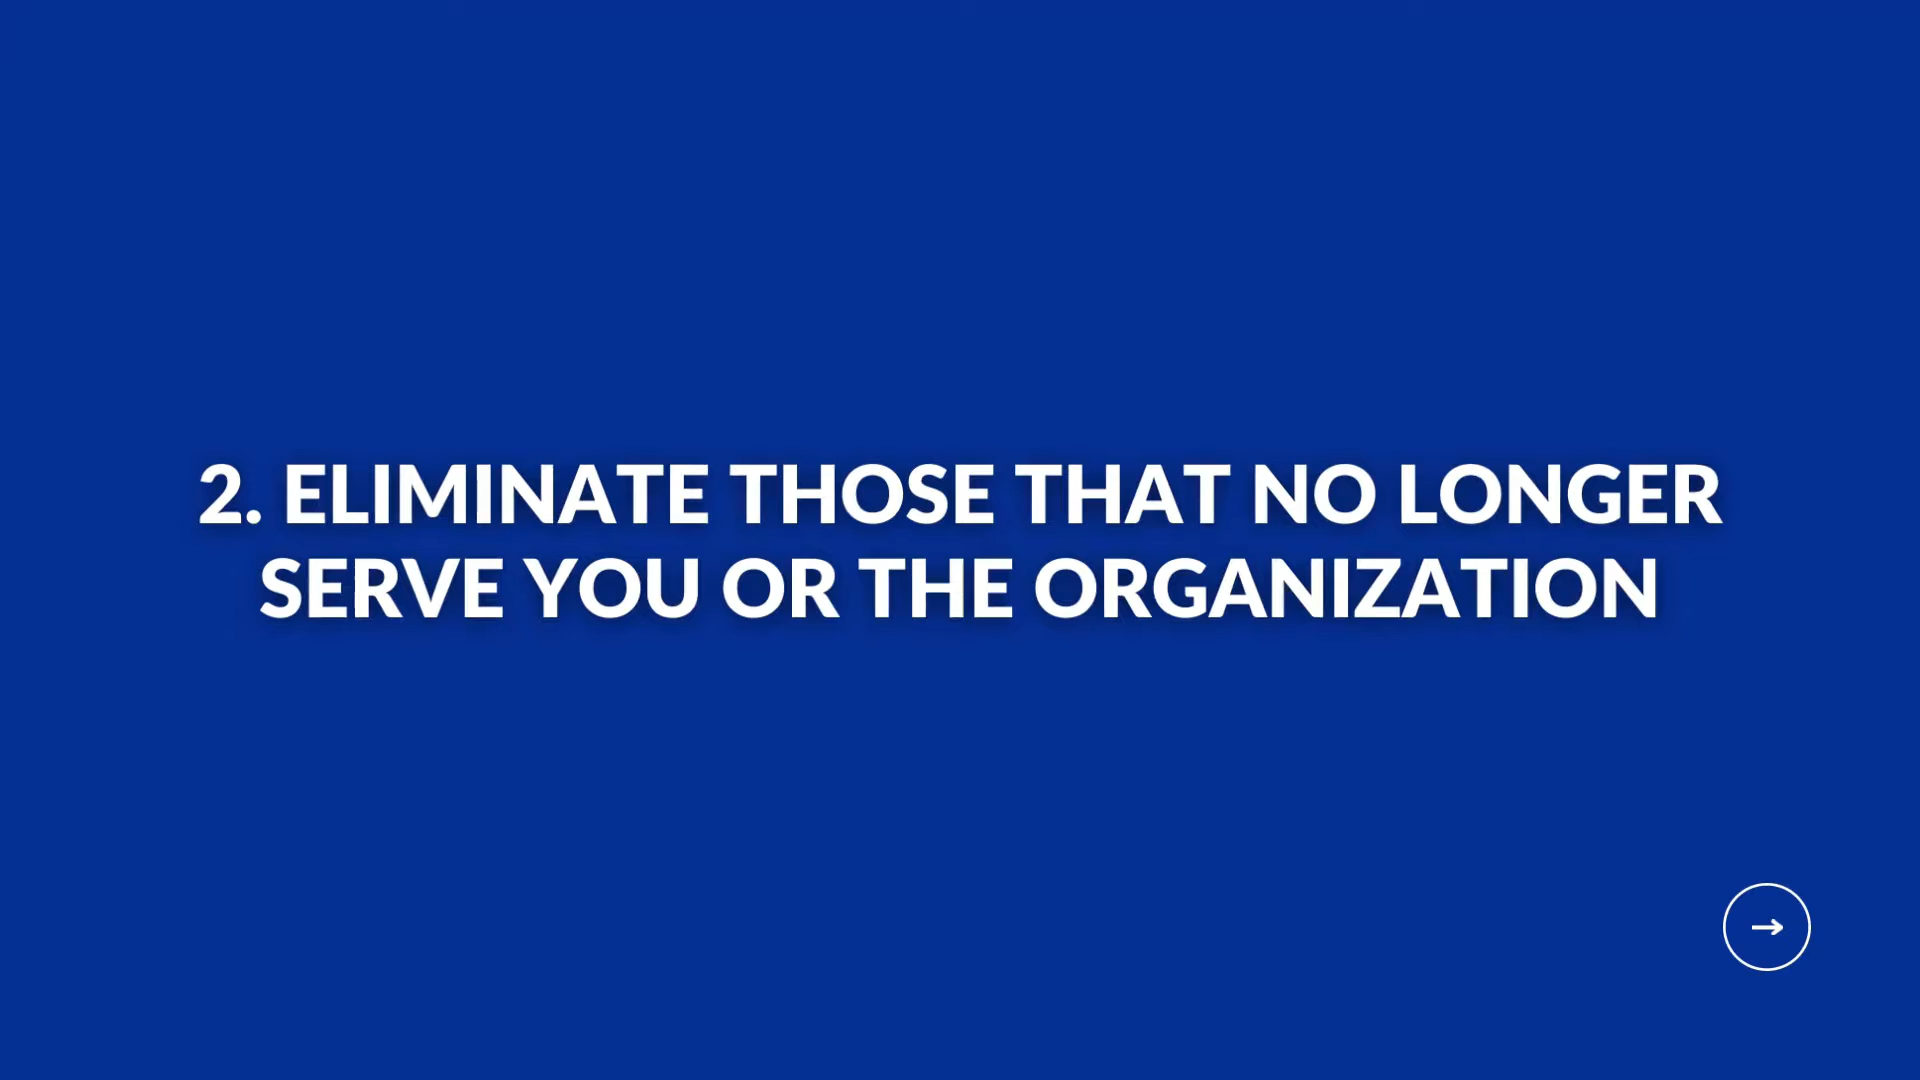 2. ELIMINATE THOSE THAT NO LONGER
SERVE YOU OR THE ORGANIZATION